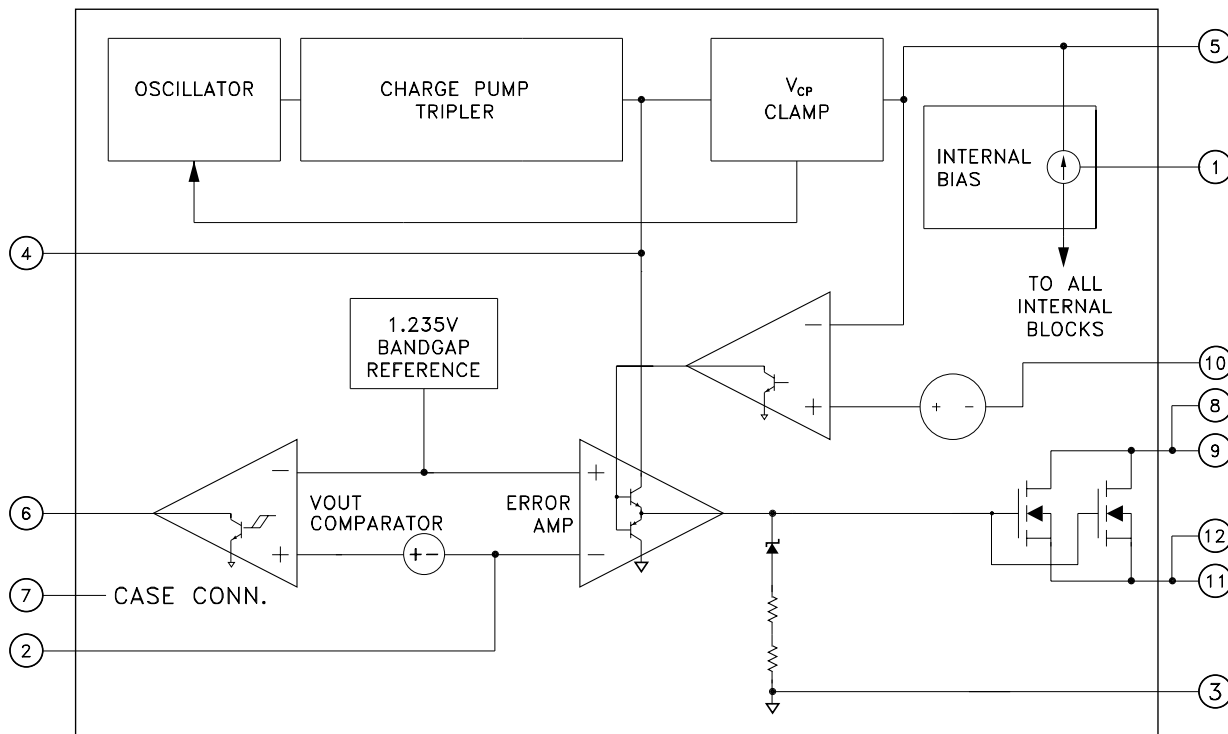 5
OSCILLATOR
CHARGE PUMP
TRIPLER
VCP
CLAMP
INTERNAL
BIAS
1
4
TO ALL
INTERNAL
BLOCKS
1.235V
BANDGAP
REFERENCE
−
+
+ -
10
8
9
−
+
6
VOUT
COMPARATOR
ERROR
AMP
+
+
−
−
+
12
11
7
CASE CONN.
2
3